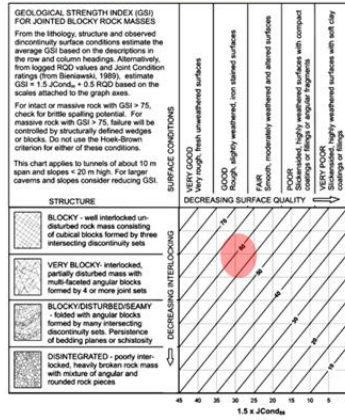 GEOLOGICAL STRENGTH INDEX (GSI)
FOR JOINTED BLOCKY ROCK MASSES
From the lithology, structure and observed
discontinuity surface conditions estimate
the average GSI based on the descriptions in
the row and column headings. Alternatively,
from logged RQD values and Joint Condition
ratings (from Bieniawski, 1989), estimate
GSI = 1.5 JCond + 0.5 RQD based on the
scales attached to the graph axes.
For intact or massive rock with GSI > 75,
check for brittle spalling potential. For
massive rock with GSI > 75, failure will be
controlled by structurally defined wedges
or blocks. Do not use the Hoek-Brown
criterion for either of these conditions.
This chart applies to tunnels of about 10 m
span and slopes < 20 m high. For larger
caverns and slopes consider reducing GSI.
SURFACE CONDITIONS
VERY GOOD
Very rough, fresh unweathered surfaces
GOOD
Rough, slightly weathered, iron stained surfaces
FAIR
Smooth, moderately weathered and altered surfaces
POOR
Slickensided, highly weathered surfaces with compact
coatings or fillings or angular fragments
VERY POOR
Slickensided, highly weathered surfaces with soft clay
coatings or fillings
STRUCTURE
DECREASING SURFACE QUALITY
BLOCKY - well interlocked un-
disturbed rock mass consisting
of cubical blocks formed by three
intersecting discontinuity sets
VERY BLOCKY- interlocked,
partially disturbed mass with
multi-faceted angular blocks
formed by 4 or more joint sets
BLOCKY/DISTURBED/SEAMY
- folded with angular blocks
formed by many intersecting
discontinuity sets. Persistence
of bedding planes or schistosity
DISINTEGRATED - poorly inter-
locked, heavily broken rock mass
with mixture of angular and
rounded rock pieces
DECREASING INTERLOCKING
70
60
50
40
30
20
10
45 40 35 30 25 20 15 10 5 0
1.5 x JCond89